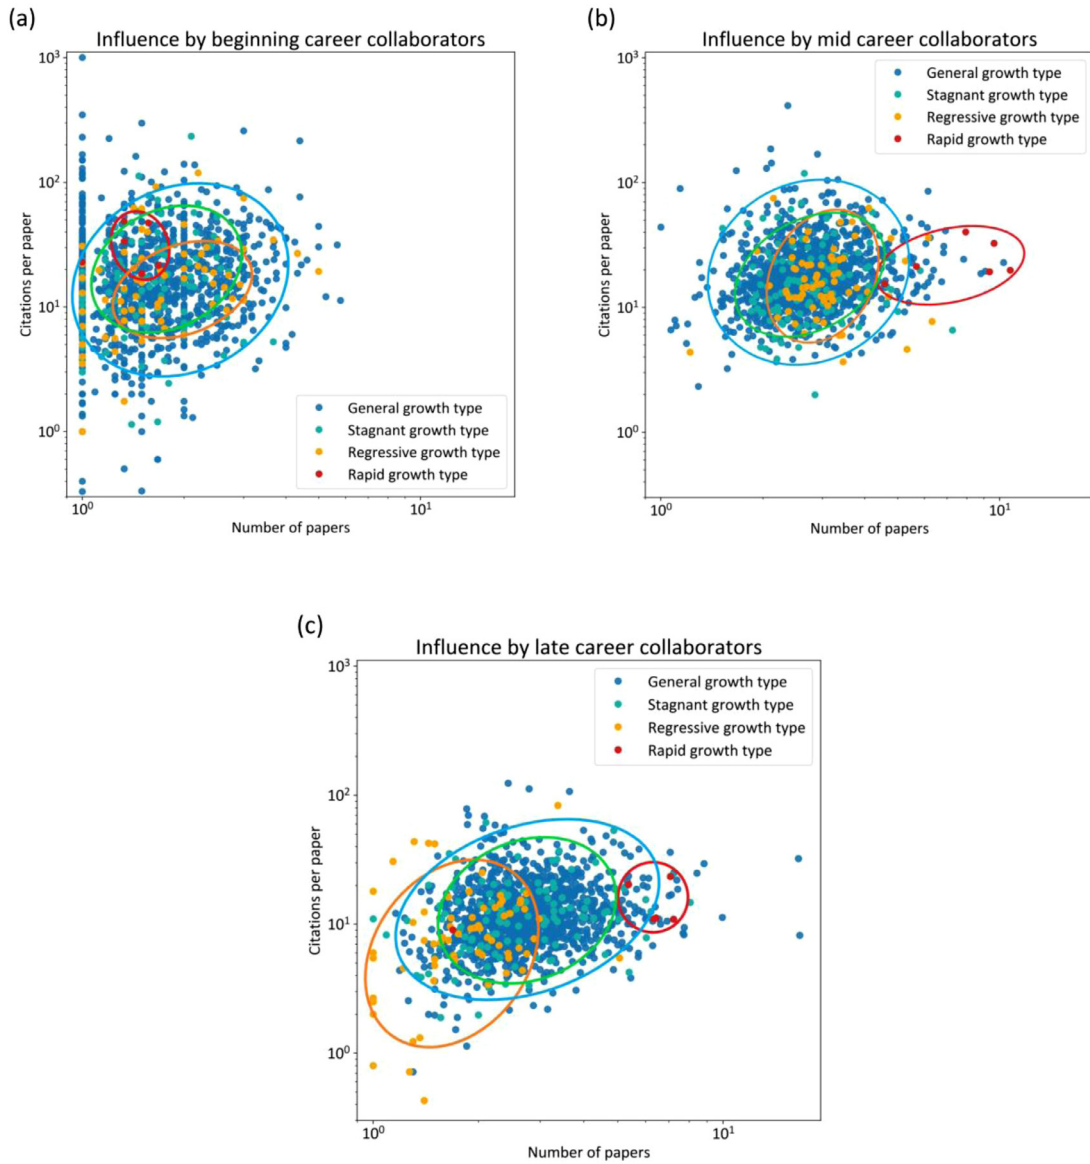 (a)
Influence by beginning career collaborators
10³
10²
10¹
10⁰
Citations per paper
General growth type
Stagnant growth type
Regressive growth type
Rapid growth type
10⁰
10¹
Number of papers
(b)
Influence by mid career collaborators
10³
10²
10¹
10⁰
Citations per paper
General growth type
Stagnant growth type
Regressive growth type
Rapid growth type
10⁰
10¹
Number of papers
(c)
Influence by late career collaborators
10³
10²
10¹
10⁰
Citations per paper
General growth type
Stagnant growth type
Regressive growth type
Rapid growth type
10⁰
10¹
Number of papers